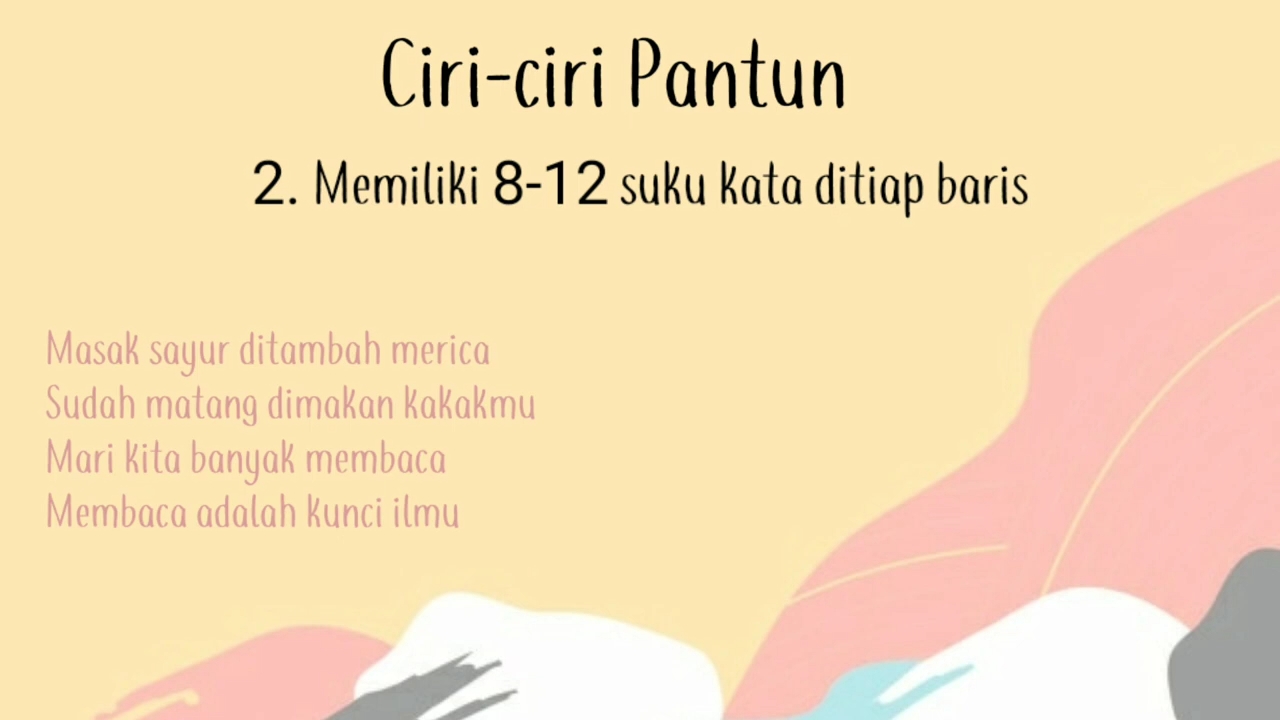 Ciri-ciri Pantun
2. Memiliki 8-12 suku kata ditiap baris
Masak sayur ditambah merica
Sudah matang dimakan kakakmu
Mari kita banyak membaca
Membaca adalah kunci ilmu